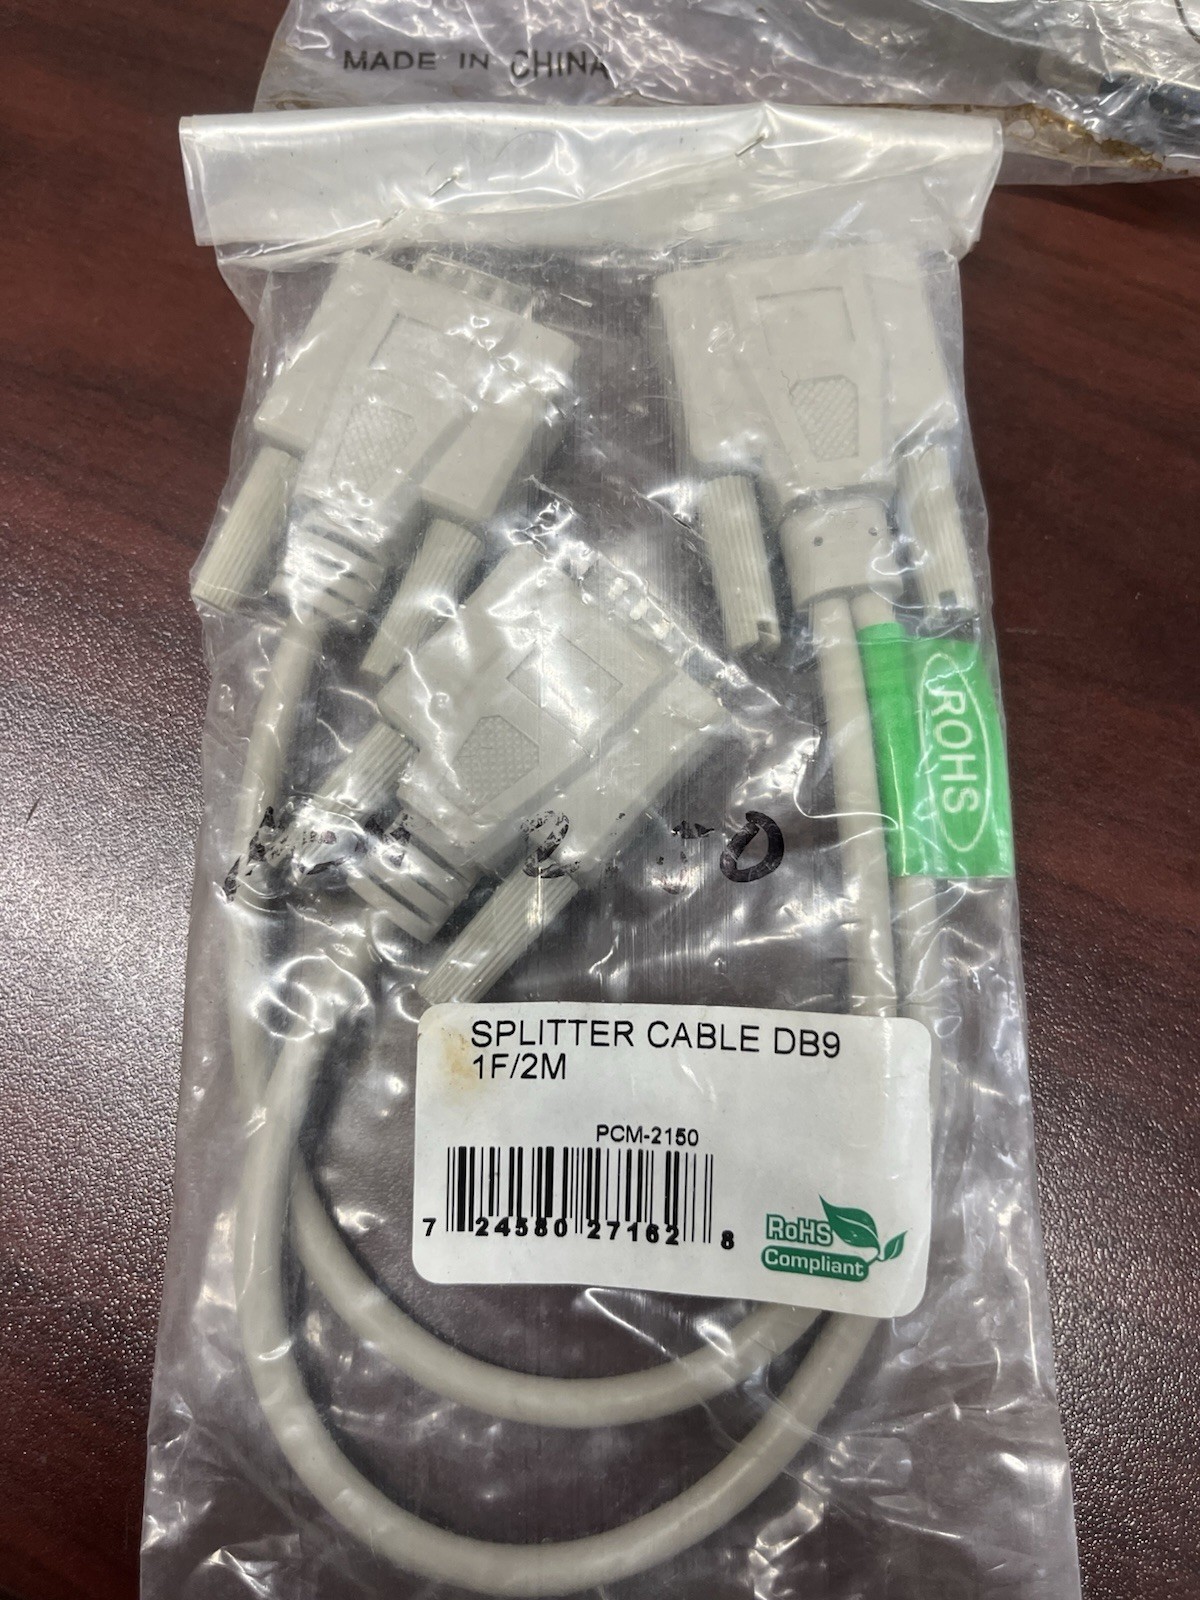 MADE IN CHINA
ROHS
SPLITTER CABLE DB9
1F/2M
PCM-2150
7 24580 27162 8
RoHS
Compliant